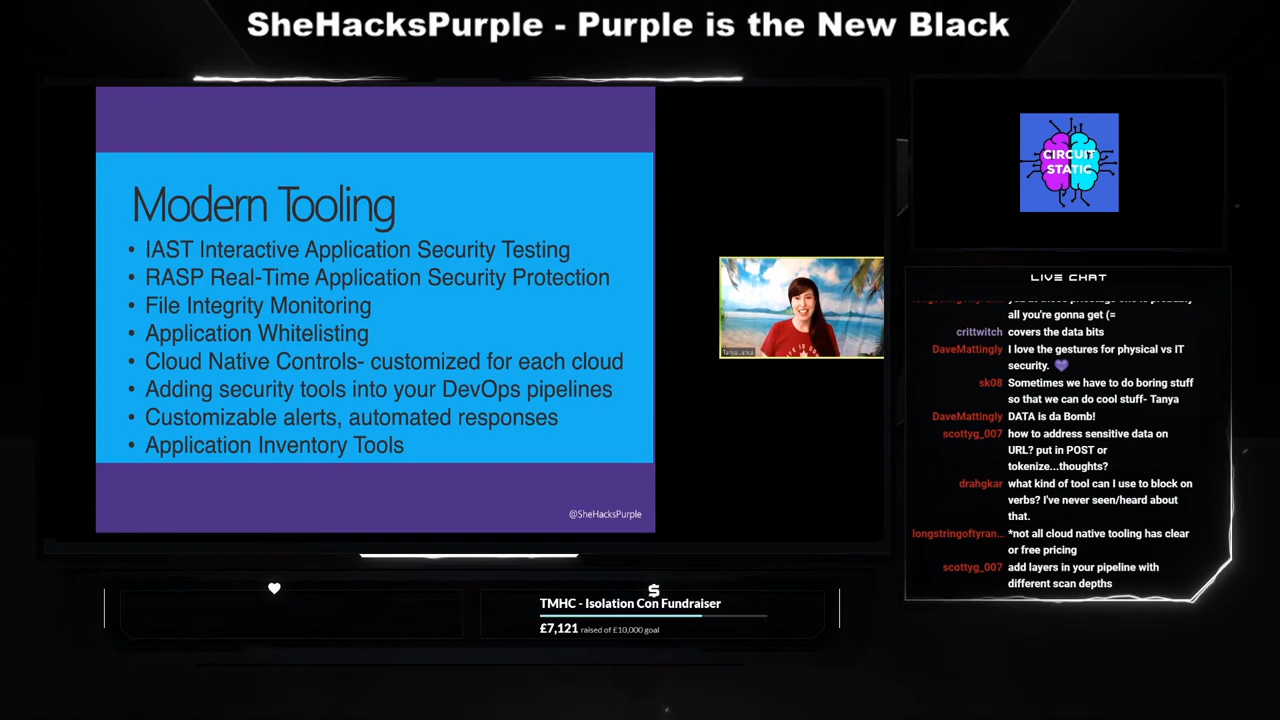 SheHacksPurple - Purple is the New Black
Modern Tooling
• IAST Interactive Application Security Testing
• RASP Real-Time Application Security Protection
• File Integrity Monitoring
• Application Whitelisting
• Cloud Native Controls- customized for each cloud
• Adding security tools into your DevOps pipelines
• Customizable alerts, automated responses
• Application Inventory Tools
@SheHacksPurple
CIRCUIT
STATIC
LIVE CHAT
all you're gonna get (=
crittwitch covers the data bits
DaveMattingly I love the gestures for physical vs IT
security. 💜
sk08 Sometimes we have to do boring stuff
so that we can do cool stuff- Tanya
DaveMattingly DATA is da Bomb!
scottyg_007 how to address sensitive data on
URL? put in POST or
tokenize...thoughts?
drahgkar what kind of tool can I use to block on
verbs? I've never seen/heard about
that.
longstringoftyran... *not all cloud native tooling has clear
or free pricing
scottyg_007 add layers in your pipeline with
different scan depths
TMHC - Isolation Con Fundraiser
£7,121 raised of £10,000 goal